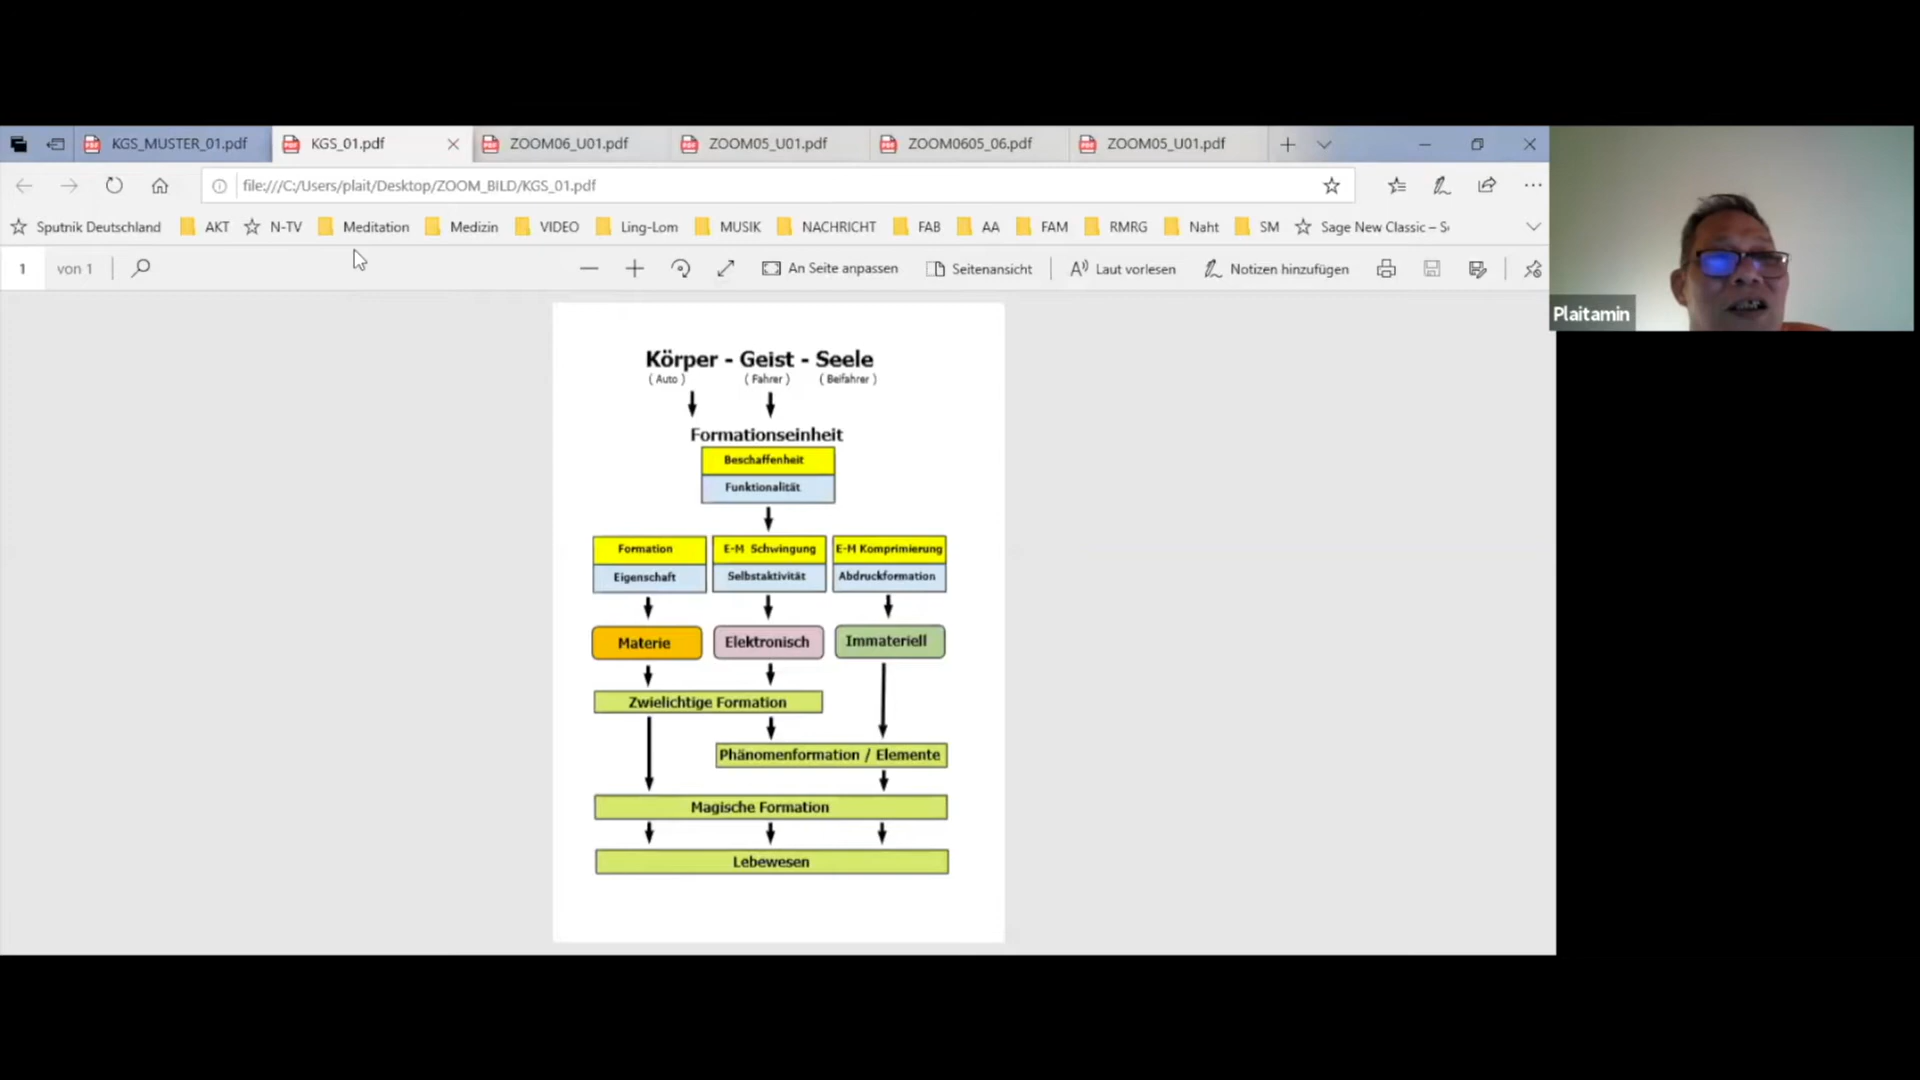 KGS_MUSTER_01.pdf KGS_01.pdf ZOOM06_U01.pdf ZOOM05_U01.pdf ZOOM0605_06.pdf ZOOM05_U01.pdf
file:///C:/Users/plait/Desktop/ZOOM_BILD/KGS_01.pdf
Sputnik Deutschland AKT N-TV Meditation Medizin VIDEO Ling-Lom MUSIK NACHRICHT FAB AA FAM RMRG Naht SM Sage New Classic – S
1 von 1 An Seite anpassen Seitenansicht Laut vorlesen Notizen hinzufügen
Plaitamin
Körper - Geist - Seele
( Auto ) ( Fahrer ) ( Beifahrer )
Formationseinheit
Beschaffenheit
Funktionalität
Formation E-M Schwingung E-M Komprimierung
Eigenschaft Selbstaktivität Abdruckformation
Materie Elektronisch Immateriell
Zwielichtige Formation
Phänomenformation / Elemente
Magische Formation
Lebewesen